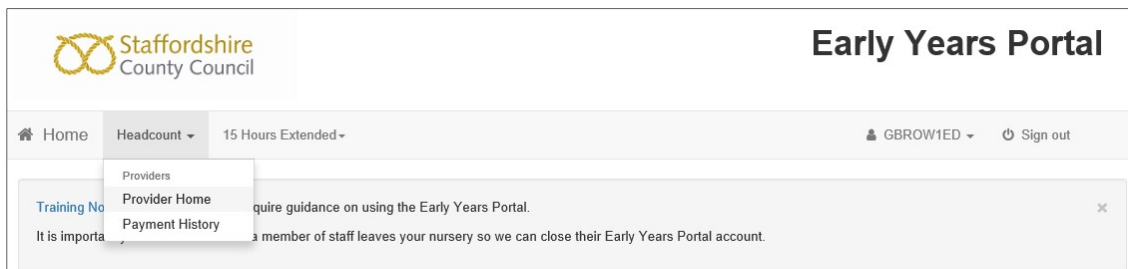 Staffordshire
County Council
Early Years Portal
Home Headcount 15 Hours Extended GBROW1ED Sign out
Providers
Provider Home
Payment History
Training No quire guidance on using the Early Years Portal.
It is importa a member of staff leaves your nursery so we can close their Early Years Portal account.